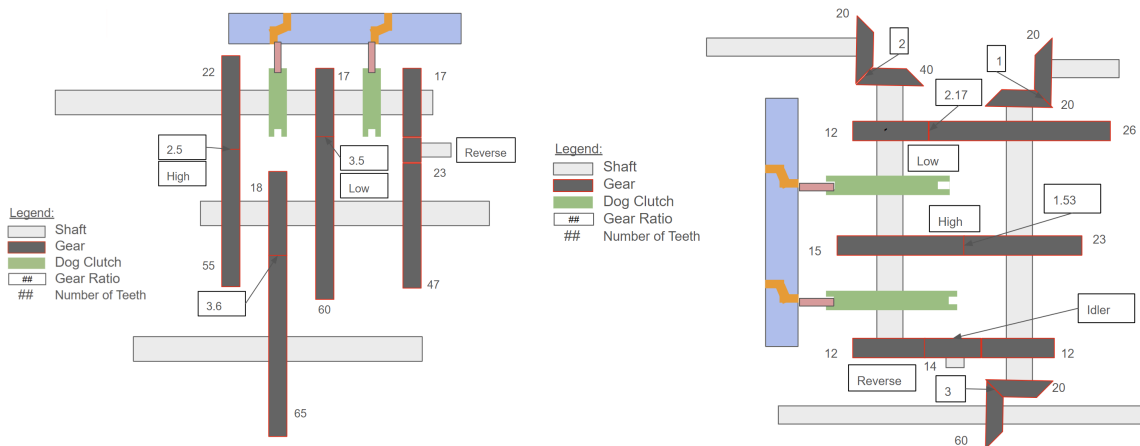 22
17
17
2.5
High
3.5
Low
Reverse
23
18
Legend:
Shaft
Gear
Dog Clutch
## Gear Ratio
## Number of Teeth
55
3.6
60
47
65
20
2
40
20
1
20
2.17
12
26
Low
Legend:
Shaft
Gear
Dog Clutch
## Gear Ratio
## Number of Teeth
High
1.53
15
23
Idler
12
14
12
Reverse
3
20
60